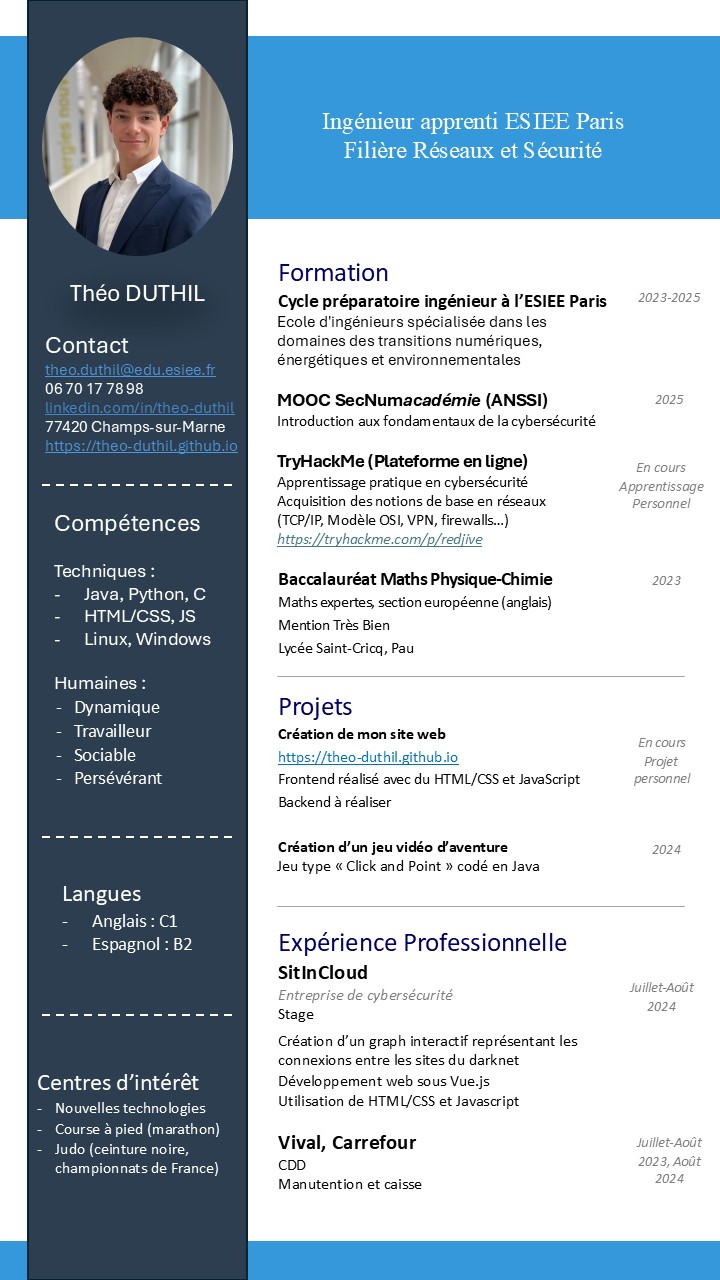 Ingénieur apprenti ESIEE Paris
Filière Réseaux et Sécurité
Théo DUTHIL
Contact
theo.duthil@edu.esiee.fr
06 70 17 78 98
linkedin.com/in/theo-duthil
77420 Champs-sur-Marne
https://theo-duthil.github.io
Compétences
Techniques :
- Java, Python, C
- HTML/CSS, JS
- Linux, Windows
Humaines :
- Dynamique
- Travailleur
- Sociable
- Persévérant
Langues
- Anglais : C1
- Espagnol : B2
Centres d’intérêt
- Nouvelles technologies
- Course à pied (marathon)
- Judo (ceinture noire,
championnats de France)
Formation
Cycle préparatoire ingénieur à l’ESIEE Paris
2023-2025
Ecole d'ingénieurs spécialisée dans les
domaines des transitions numériques,
énergétiques et environnementales
MOOC SecNumacadémie (ANSSI)
2025
Introduction aux fondamentaux de la cybersécurité
TryHackMe (Plateforme en ligne)
En cours
Apprentissage
Personnel
Apprentissage pratique en cybersécurité
Acquisition des notions de base en réseaux
(TCP/IP, Modèle OSI, VPN, firewalls…)
https://tryhackme.com/p/redjive
Baccalauréat Maths Physique-Chimie
2023
Maths expertes, section européenne (anglais)
Mention Très Bien
Lycée Saint-Cricq, Pau
Projets
Création de mon site web
En cours
Projet
personnel
https://theo-duthil.github.io
Frontend réalisé avec du HTML/CSS et JavaScript
Backend à réaliser
Création d’un jeu vidéo d’aventure
2024
Jeu type « Click and Point » codé en Java
Expérience Professionnelle
SitInCloud
Juillet-Août
2024
Entreprise de cybersécurité
Stage
Création d’un graph interactif représentant les
connexions entre les sites du darknet
Développement web sous Vue.js
Utilisation de HTML/CSS et Javascript
Vival, Carrefour
Juillet-Août
2023, Août
2024
CDD
Manutention et caisse